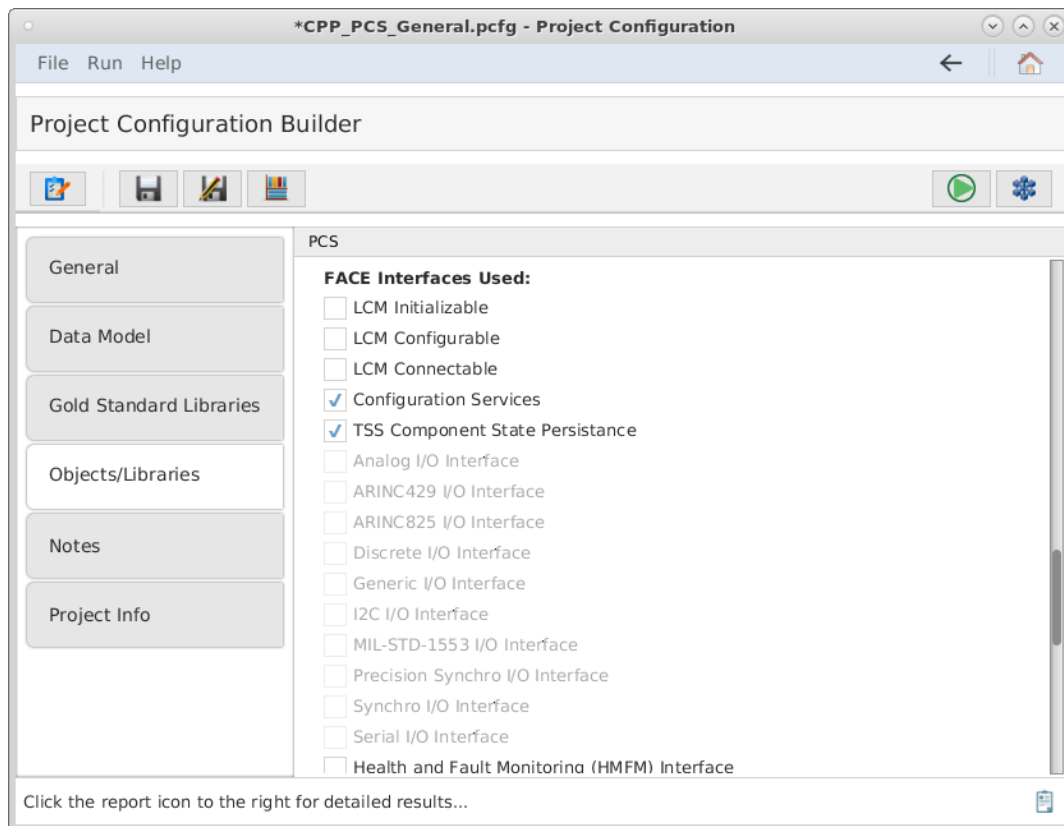 *CPP_PCS_General.pcfg - Project Configuration
File Run Help
Project Configuration Builder
General
Data Model
Gold Standard Libraries
Objects/Libraries
Notes
Project Info
PCS
FACE Interfaces Used:
LCM Initializable
LCM Configurable
LCM Connectable
Configuration Services
TSS Component State Persistance
Analog I/O Interface
ARINC429 I/O Interface
ARINC825 I/O Interface
Discrete I/O Interface
Generic I/O Interface
I2C I/O Interface
MIL-STD-1553 I/O Interface
Precision Synchro I/O Interface
Synchro I/O Interface
Serial I/O Interface
Health and Fault Monitoring (HMFM) Interface
Click the report icon to the right for detailed results...